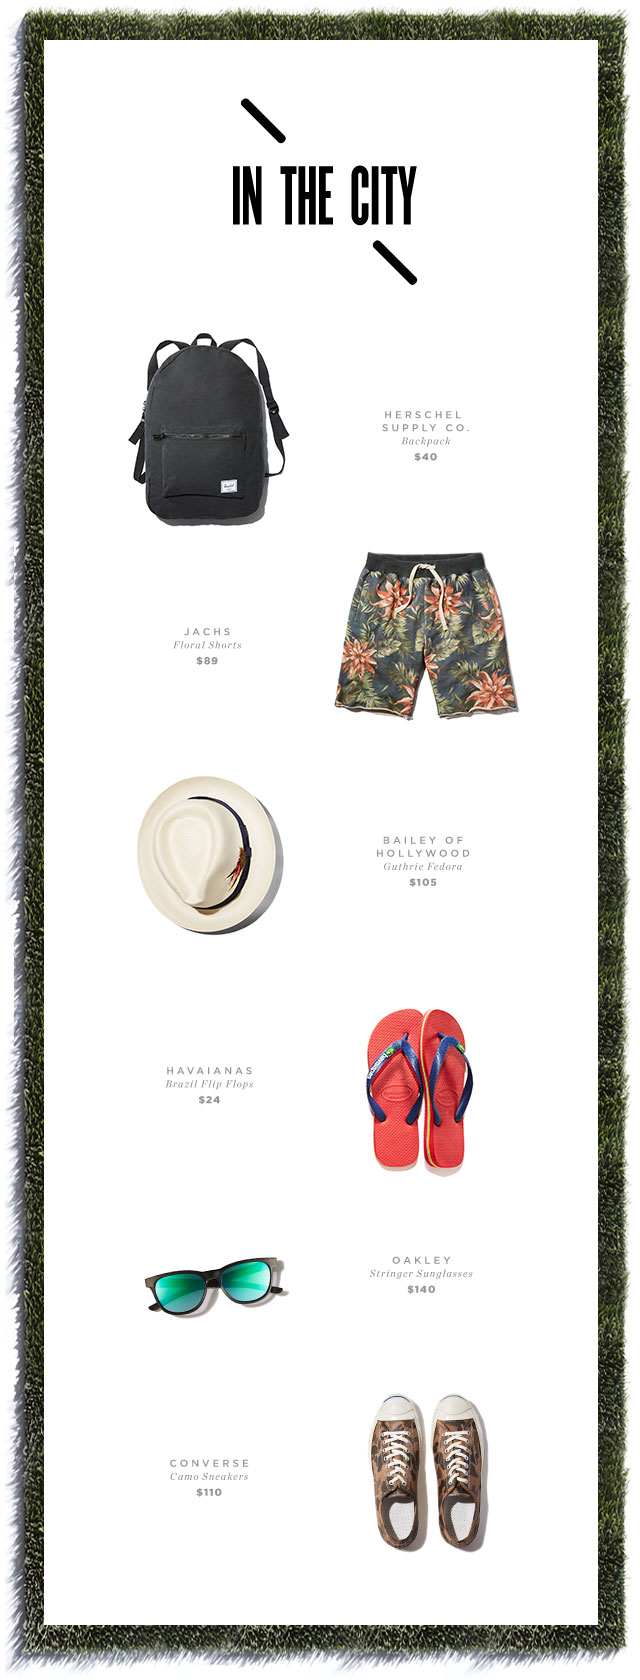 IN THE CITY
HERSCHEL
SUPPLY CO.
Backpack
$40
JACHS
Floral Shorts
$89
BAILEY OF
HOLLYWOOD
Guthrie Fedora
$105
HAVAIANAS
Brazil Flip Flops
$24
OAKLEY
Stringer Sunglasses
$140
CONVERSE
Camo Sneakers
$110